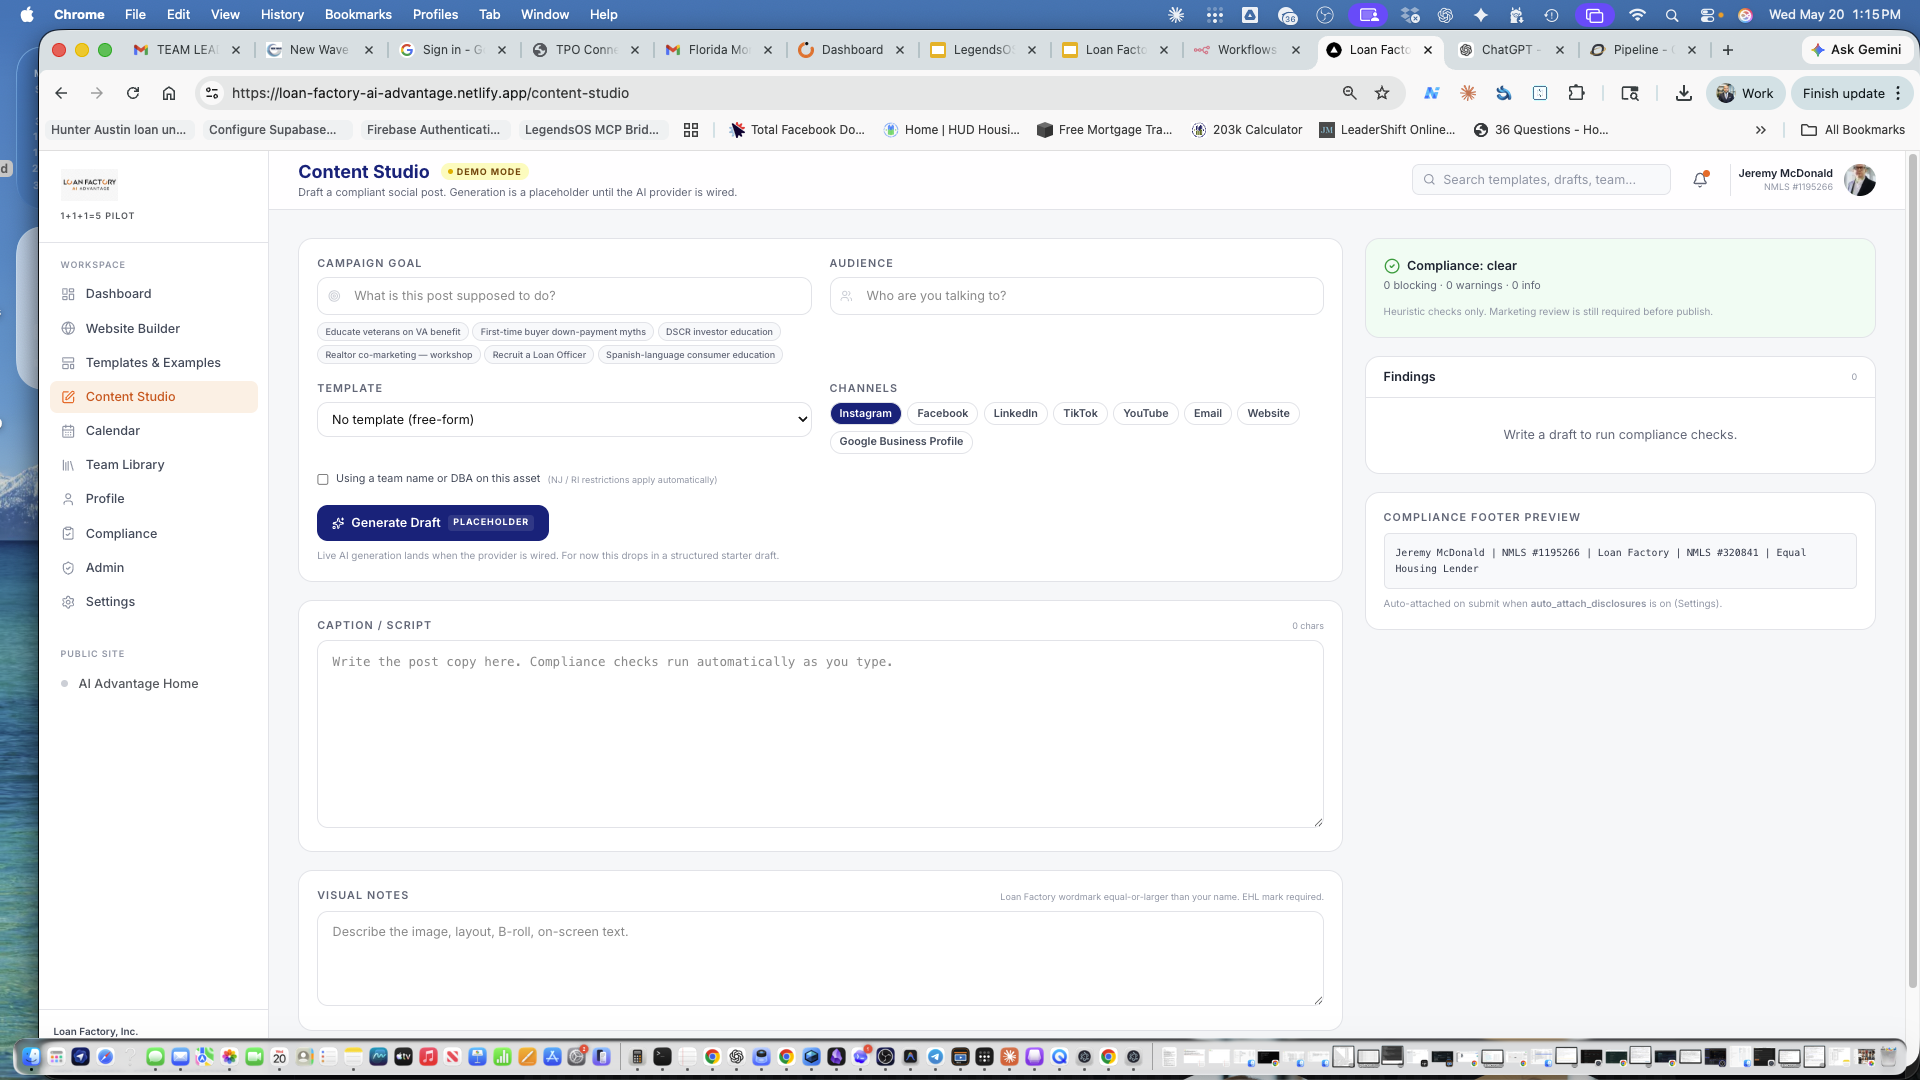 Chrome File Edit View History Bookmarks Profiles Tab Window Help
36
Wed May 20 1:15 PM
TEAM LEA
New Wave
Sign in - G
TPO Conne
Florida Mo
Dashboard
LegendsOS
Loan Facto
Workflows
Loan Facto
ChatGPT -
Pipeline -
Ask Gemini
https://loan-factory-ai-advantage.netlify.app/content-studio
Work
Finish update
Hunter Austin loan un...
Configure Supabase...
Firebase Authenticati...
LegendsOS MCP Brid...
Total Facebook Do...
Home | HUD Housi...
Free Mortgage Tra...
203k Calculator
JM
LeaderShift Online...
36 Questions - Ho...
All Bookmarks
LOAN FACTORY
AI ADVANTAGE
1+1+1=5 PILOT
WORKSPACE
Dashboard
Website Builder
Templates & Examples
Content Studio
Calendar
Team Library
Profile
Compliance
Admin
Settings
PUBLIC SITE
AI Advantage Home
Loan Factory, Inc.
Content Studio
DEMO MODE
Draft a compliant social post. Generation is a placeholder until the AI provider is wired.
Search templates, drafts, team...
Jeremy McDonald
NMLS #1195266
CAMPAIGN GOAL
What is this post supposed to do?
Educate veterans on VA benefit
First-time buyer down-payment myths
DSCR investor education
Realtor co-marketing — workshop
Recruit a Loan Officer
Spanish-language consumer education
AUDIENCE
Who are you talking to?
TEMPLATE
No template (free-form)
CHANNELS
Instagram
Facebook
LinkedIn
TikTok
YouTube
Email
Website
Google Business Profile
Using a team name or DBA on this asset (NJ / RI restrictions apply automatically)
Generate Draft PLACEHOLDER
Live AI generation lands when the provider is wired. For now this drops in a structured starter draft.
CAPTION / SCRIPT
0 chars
Write the post copy here. Compliance checks run automatically as you type.
VISUAL NOTES
Loan Factory wordmark equal-or-larger than your name. EHL mark required.
Describe the image, layout, B-roll, on-screen text.
Compliance: clear
0 blocking · 0 warnings · 0 info
Heuristic checks only. Marketing review is still required before publish.
Findings
0
Write a draft to run compliance checks.
COMPLIANCE FOOTER PREVIEW
Jeremy McDonald | NMLS #1195266 | Loan Factory | NMLS #320841 | Equal
Housing Lender
Auto-attached on submit when auto_attach_disclosures is on (Settings).
20